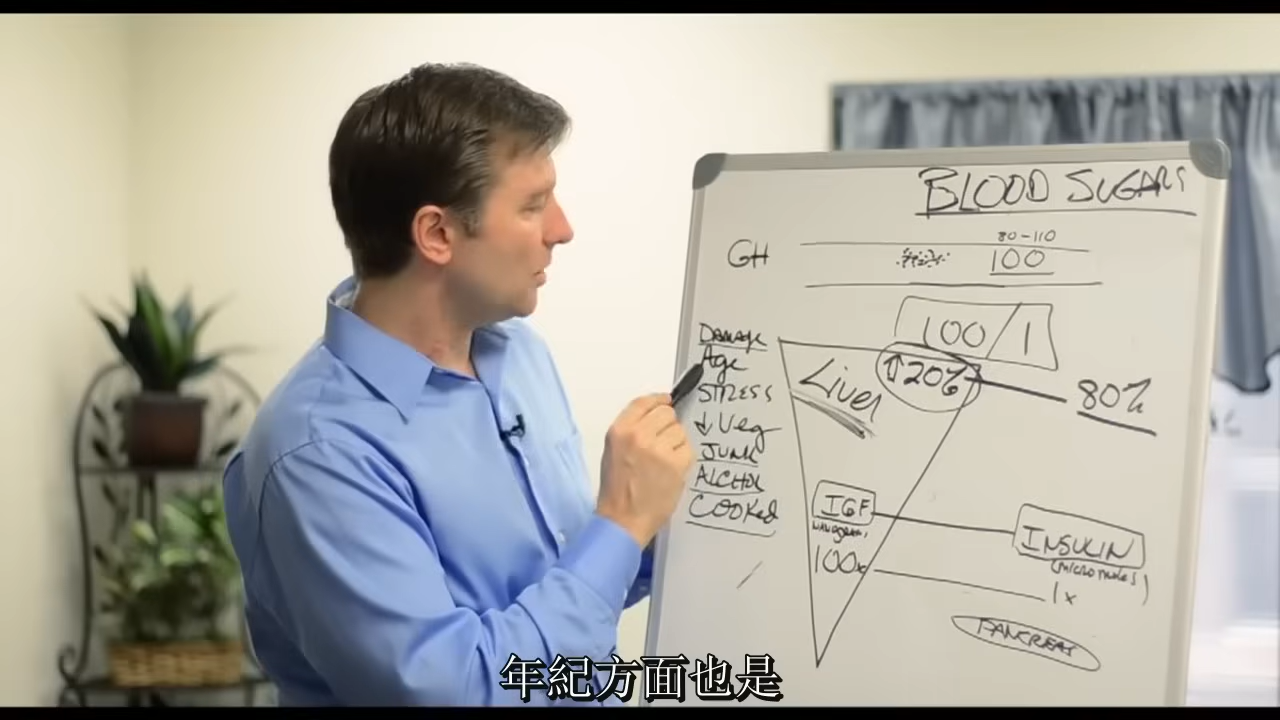 BLOOD SUGARS
80-110
GH
100
100/1
DAMAGE
Age
STRESS
↓Veg
JUNK
ALCHOL
COOKed
Liver
↑20%
80%
IGF
100x
INSULIN
1x
PANCREAS
年紀方面也是